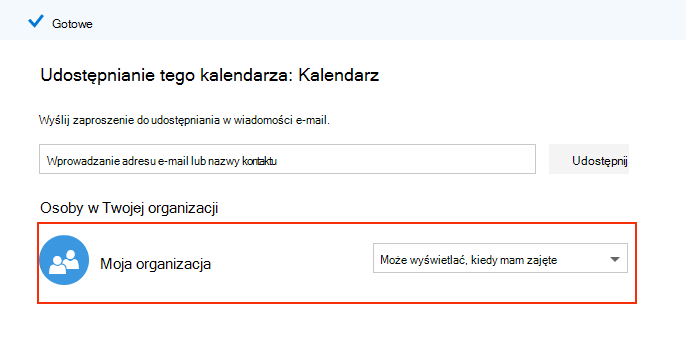 Gotowe
Udostępnianie tego kalendarza: Kalendarz
Wyślij zaproszenie do udostępniania w wiadomości e-mail.
Wprowadzanie adresu e-mail lub nazwy kontaktu
Udostępnij
Osoby w Twojej organizacji
Moja organizacja
Może wyświetlać, kiedy mam zajęte